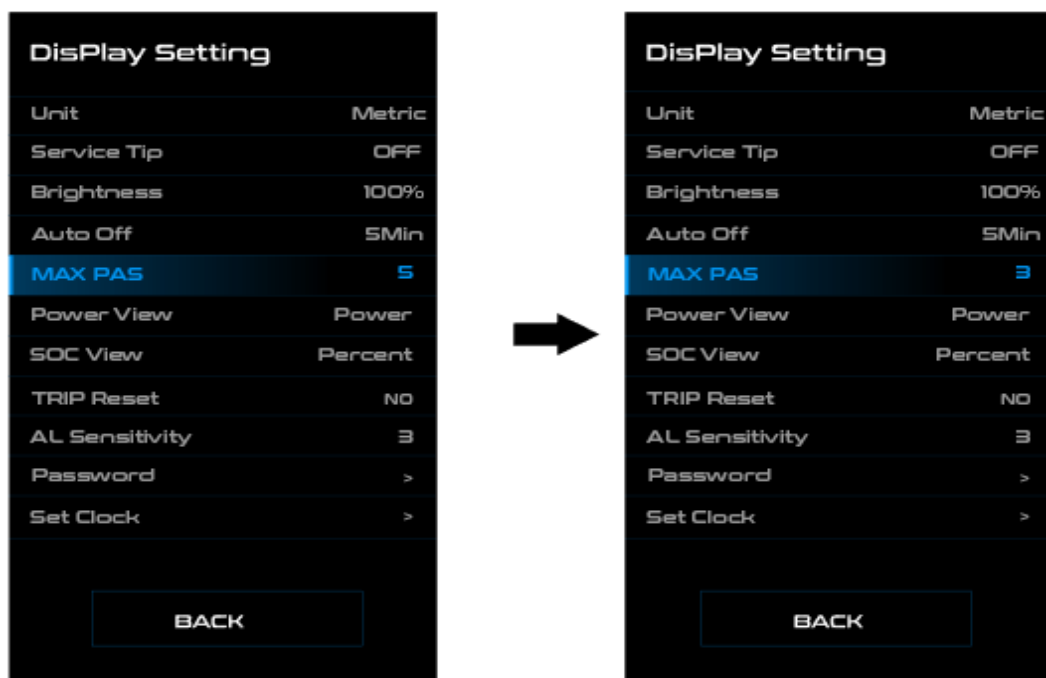 DisPlay Setting
Unit Metric
Service Tip OFF
Brightness 100%
Auto Off 5Min
MAX PAS 5
Power View Power
SOC View Percent
TRIP Reset NO
AL Sensitivity 3
Password >
Set Clock >
BACK
DisPlay Setting
Unit Metric
Service Tip OFF
Brightness 100%
Auto Off 5Min
MAX PAS 3
Power View Power
SOC View Percent
TRIP Reset NO
AL Sensitivity 3
Password >
Set Clock >
BACK